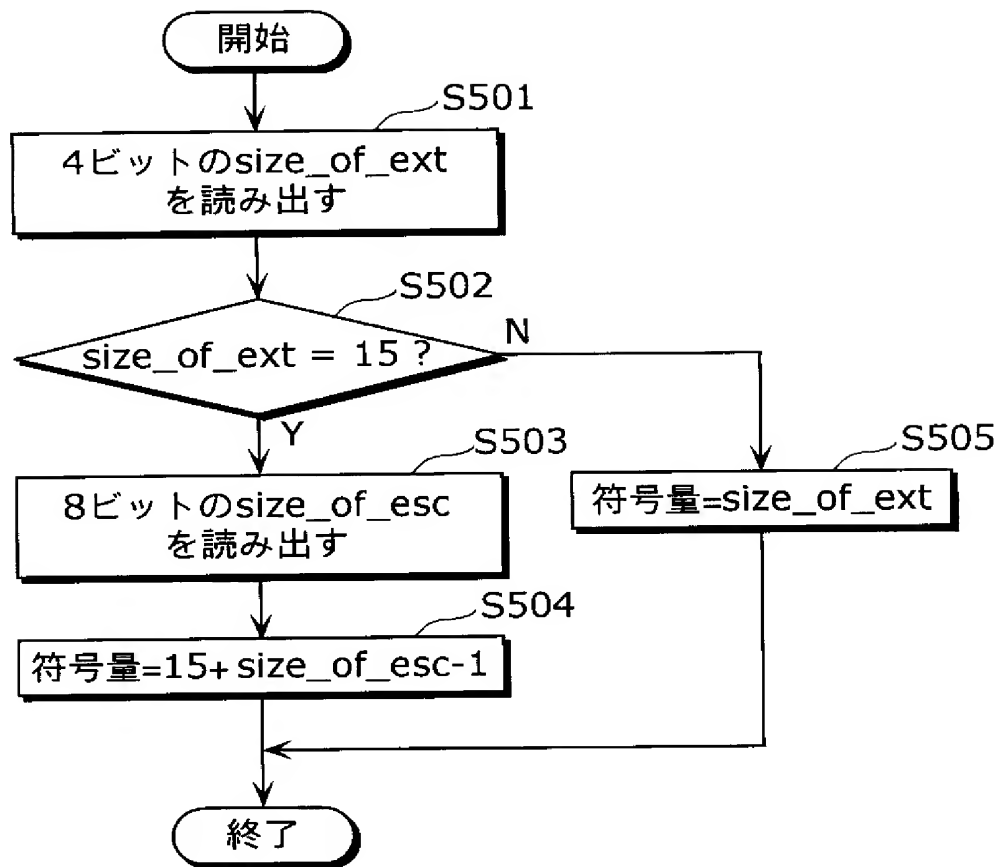 開始
S501
4ビットのsize_of_ext
を読み出す
S502
size_of_ext = 15 ?
N
Y
S503
8ビットのsize_of_esc
を読み出す
S505
符号量=size_of_ext
S504
符号量=15+size_of_esc-1
終了